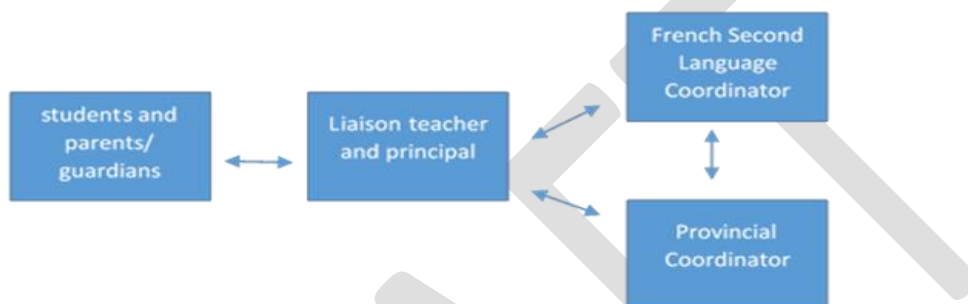 students and
parents/
guardians
Liaison teacher
and principal
French Second
Language
Coordinator
Provincial
Coordinator